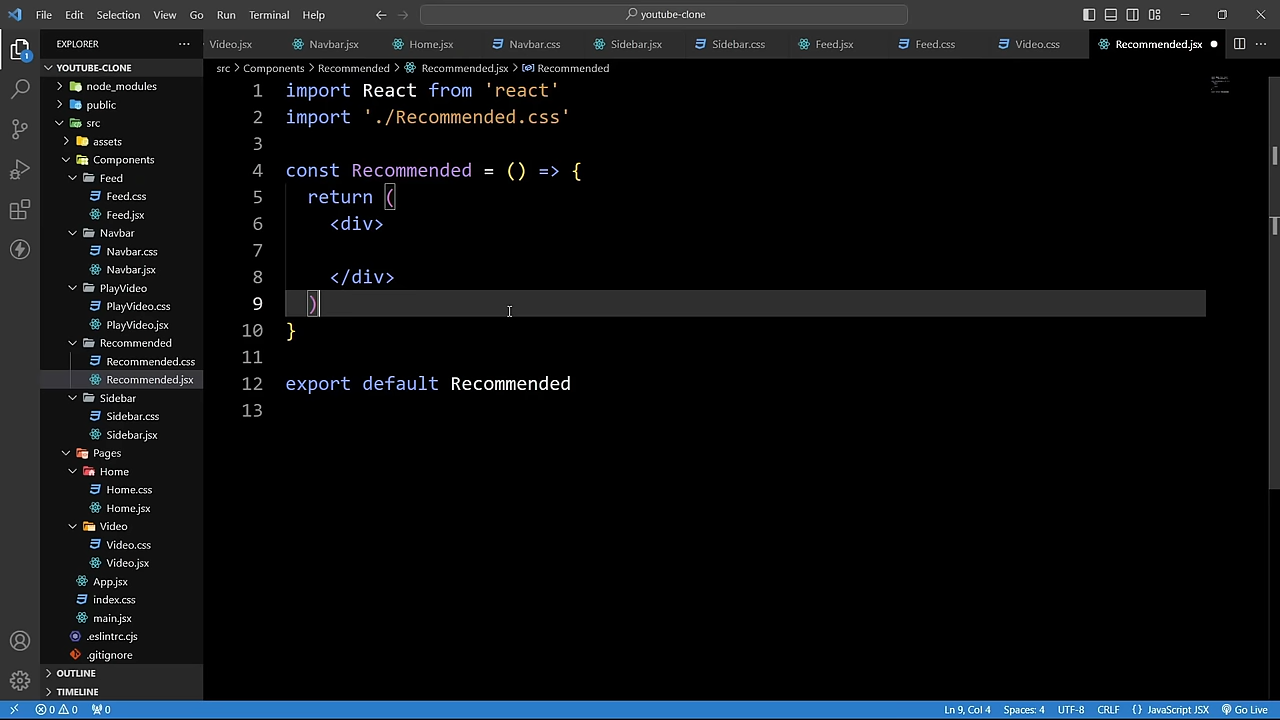 File Edit Selection View Go Run Terminal Help youtube-clone
EXPLORER
Video.jsx Navbar.jsx Home.jsx Navbar.css Sidebar.jsx Sidebar.css Feed.jsx Feed.css Video.css Recommended.jsx
YOUTUBE-CLONE
node_modules
public
src
assets
Components
Feed
Feed.css
Feed.jsx
Navbar
Navbar.css
Navbar.jsx
PlayVideo
PlayVideo.css
PlayVideo.jsx
Recommended
Recommended.css
Recommended.jsx
Sidebar
Sidebar.css
Sidebar.jsx
Pages
Home
Home.css
Home.jsx
Video
Video.css
Video.jsx
App.jsx
index.css
main.jsx
.eslintrc.cjs
.gitignore
OUTLINE
TIMELINE
src > Components > Recommended > Recommended.jsx > Recommended
1 import React from 'react'
2 import './Recommended.css'
3
4 const Recommended = () => {
5 return (
6 <div>
7
8 </div>
9 )
10 }
11
12 export default Recommended
13
0 0 0 Ln 9, Col 4 Spaces: 4 UTF-8 CRLF {} JavaScript JSX Go Live